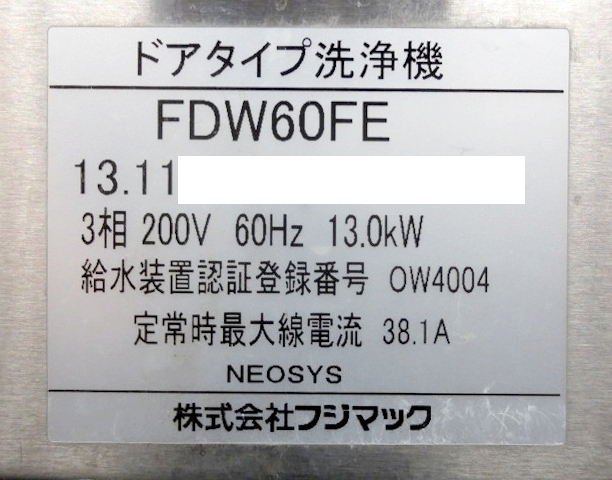 ドアタイプ洗浄機
FDW60FE
13.11
3相 200V 60Hz 13.0kW
給水装置認証登録番号 OW4004
定常時最大線電流 38.1A
NEOSYS
株式会社フジマック